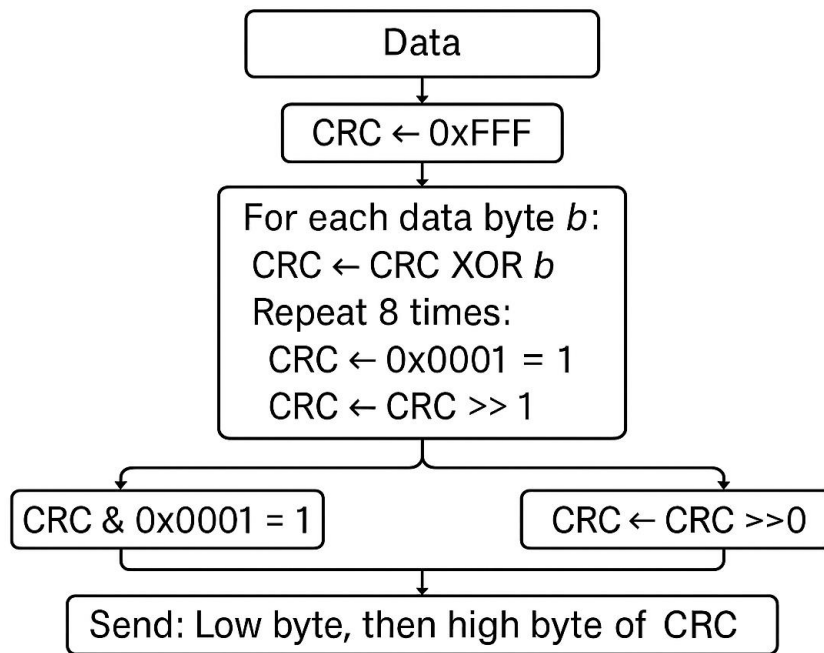 Data
CRC ← 0xFFF
For each data byte b:
CRC ← CRC XOR b
Repeat 8 times:
CRC ← 0x0001 = 1
CRC ← CRC >> 1
CRC & 0x0001 = 1
CRC ← CRC >>0
Send: Low byte, then high byte of CRC